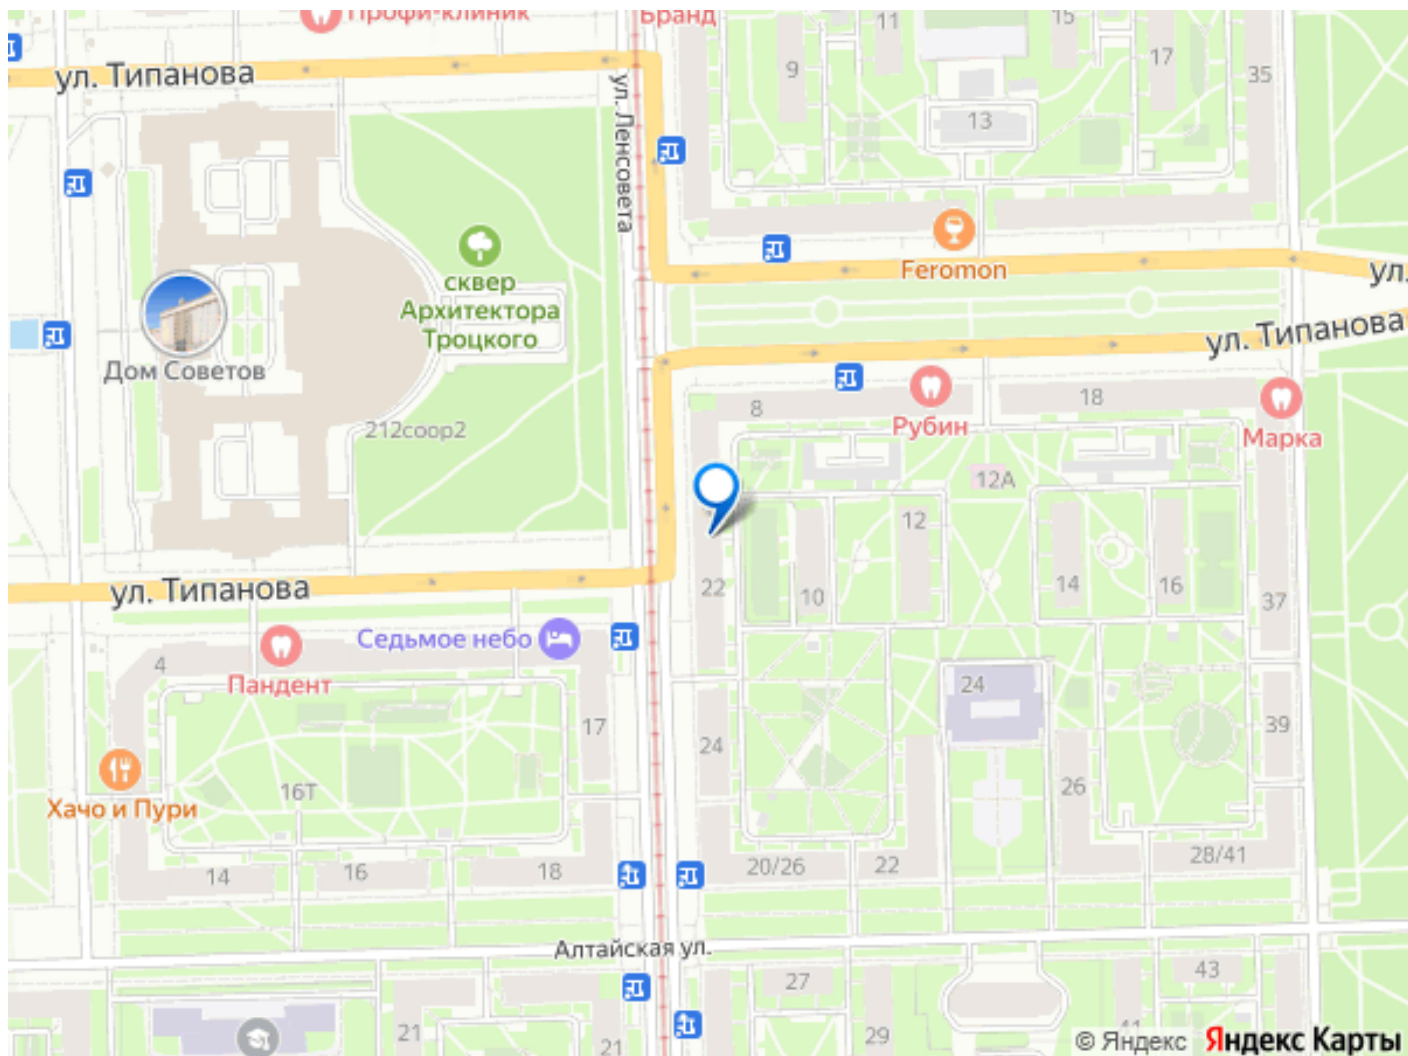 Профи-клиник
Бранд
11
15
17
9
35
ул. Типанова
ул. Ленсовета
13
Feromon
ул.
сквер
Архитектора
Троцкого
Дом Советов
ул. Типанова
212соор2
8
18
Рубин
Марка
12А
12
22
10
14
16
37
ул. Типанова
Седьмое небо
4
Пандент
24
17
24
39
16Т
26
Хачо и Пури
14
16
18
20/26
22
28/41
Алтайская ул.
27
43
21
21
29
41
© Яндекс Яндекс Карты